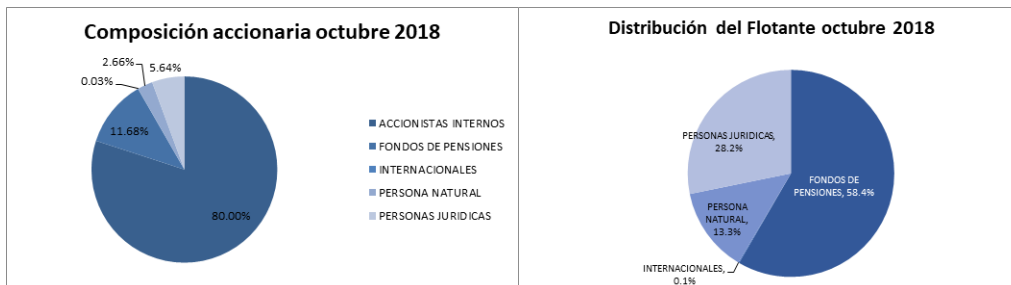 Composición accionaria octubre 2018
2.66%
5.64%
0.03%
11.68%
80.00%
ACCIONISTAS INTERNOS
FONDOS DE PENSIONES
INTERNACIONALES
PERSONA NATURAL
PERSONAS JURIDICAS
Distribución del Flotante octubre 2018
PERSONAS JURIDICAS,
28.2%
FONDOS DE
PENSIONES, 58.4%
PERSONA
NATURAL,
13.3%
INTERNACIONALES,
0.1%